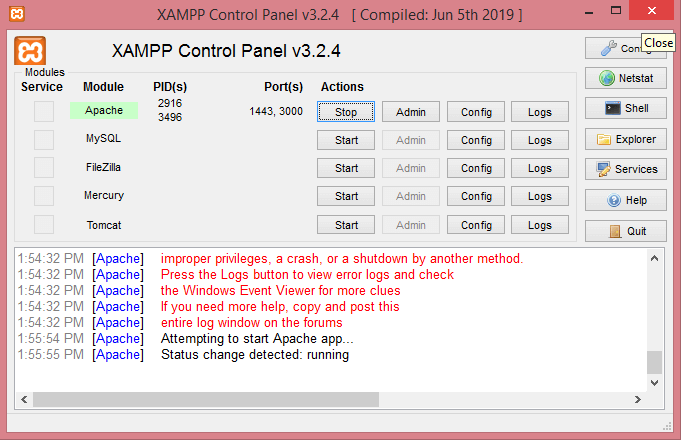 XAMPP Control Panel v3.2.4 [ Compiled: Jun 5th 2019 ]
Close
XAMPP Control Panel v3.2.4
Config
Modules
Service Module PID(s) Port(s) Actions
Netstat
Apache 2916 3496 1443, 3000 Stop Admin Config Logs
Shell
MySQL Start Admin Config Logs
Explorer
FileZilla Start Admin Config Logs
Services
Mercury Start Admin Config Logs
Help
Tomcat Start Admin Config Logs
Quit
1:54:32 PM [Apache] improper privileges, a crash, or a shutdown by another method.
1:54:32 PM [Apache] Press the Logs button to view error logs and check
1:54:32 PM [Apache] the Windows Event Viewer for more clues
1:54:32 PM [Apache] If you need more help, copy and post this
1:54:32 PM [Apache] entire log window on the forums
1:55:54 PM [Apache] Attempting to start Apache app...
1:55:55 PM [Apache] Status change detected: running